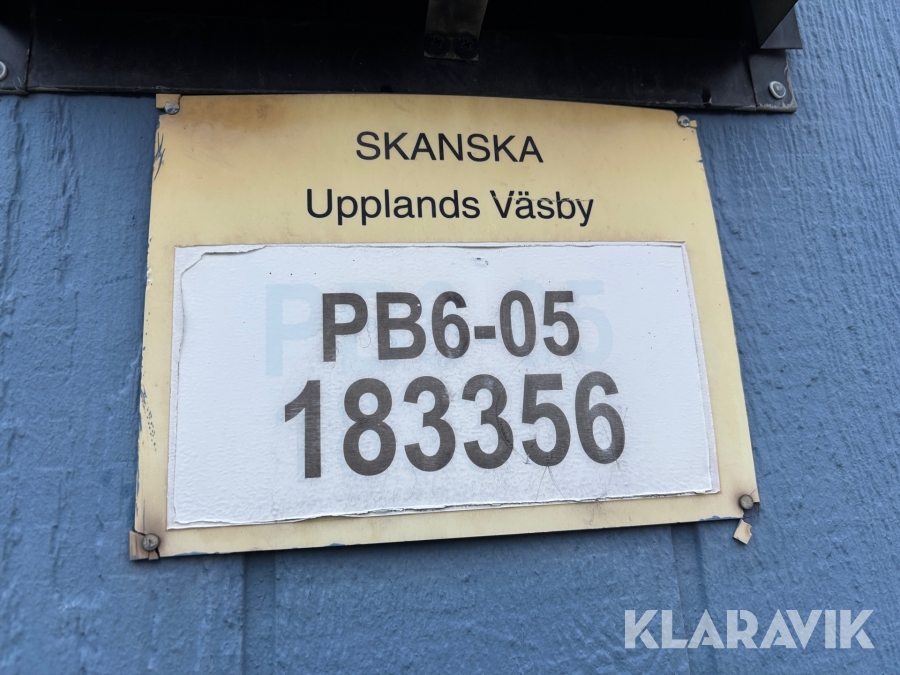 SKANSKA
Upplands Väsby
PB6-05
183356
KLARAVIK